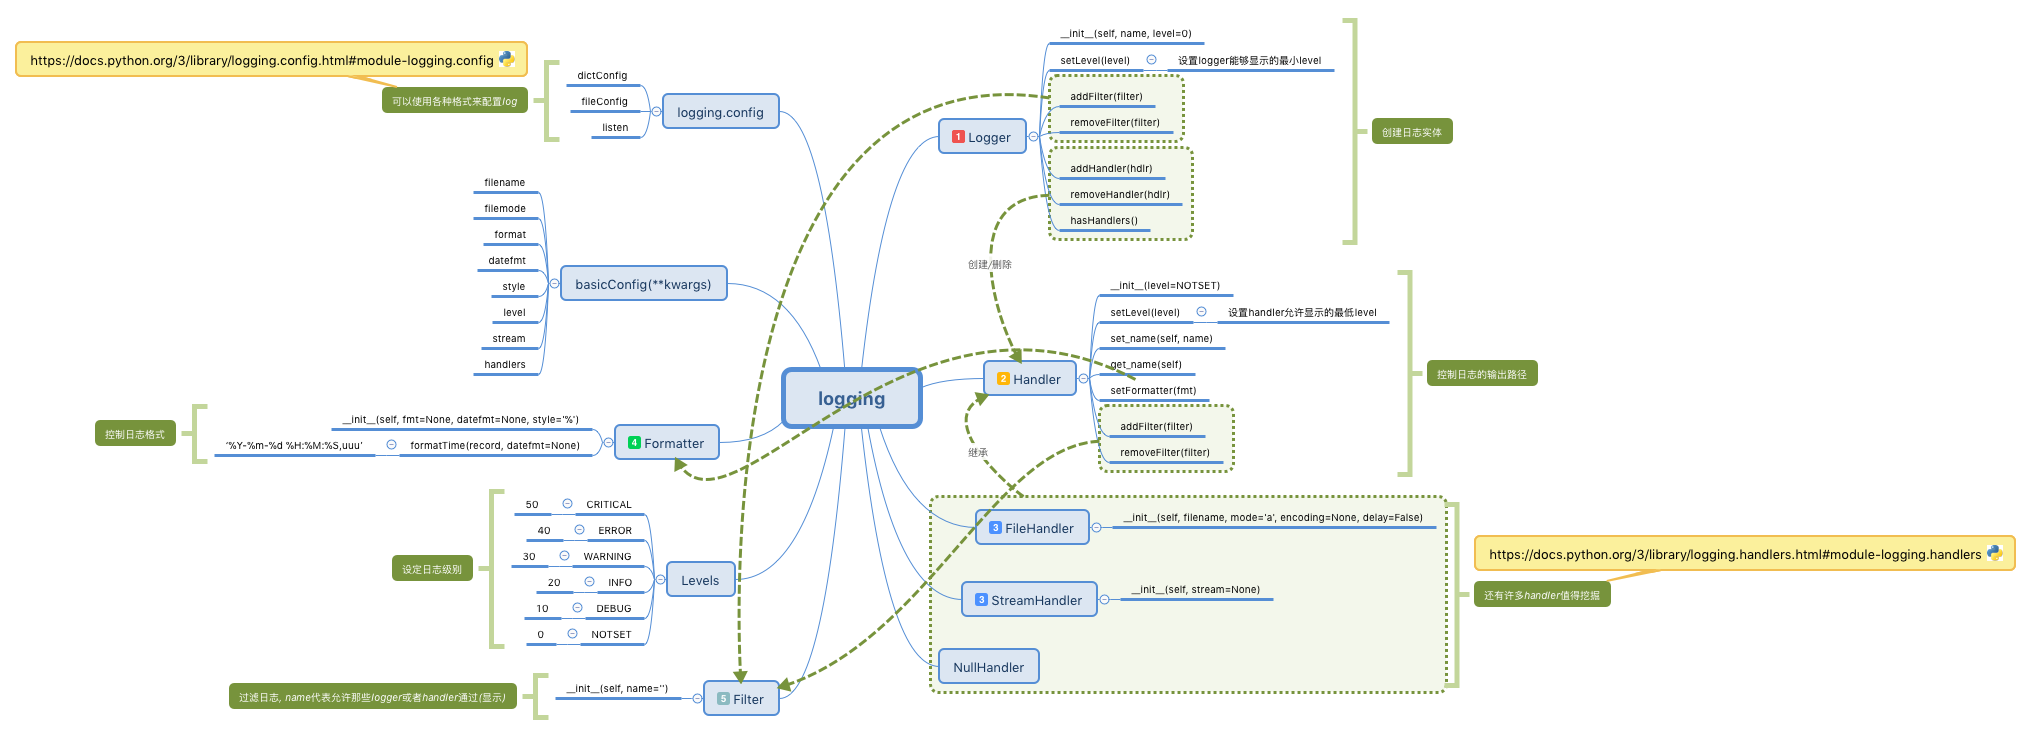 https://docs.python.org/3/library/logging.config.html#module-logging.config
可以使用各种格式来配置log
dictConfig
fileConfig
listen
logging.config
filename
filemode
format
datefmt
style
level
stream
handlers
basicConfig(**kwargs)
控制日志格式
__init__(self, fmt=None, datefmt=None, style='%')
'%Y-%m-%d %H:%M:%S,uuu'
formatTime(record, datefmt=None)
4 Formatter
设定日志级别
50 CRITICAL
40 ERROR
30 WARNING
20 INFO
10 DEBUG
0 NOTSET
Levels
过滤日志, name代表允许那些logger或者handler通过(显示)
__init__(self, name='')
5 Filter
logging
1 Logger
__init__(self, name, level=0)
setLevel(level)
设置logger能够显示的最小level
addFilter(filter)
removeFilter(filter)
addHandler(hdlr)
removeHandler(hdlr)
hasHandlers()
创建日志实体
创建/删除
2 Handler
__init__(level=NOTSET)
setLevel(level)
设置handler允许显示的最低level
set_name(self, name)
get_name(self)
setFormatter(fmt)
addFilter(filter)
removeFilter(filter)
控制日志的输出路径
继承
3 FileHandler
__init__(self, filename, mode='a', encoding=None, delay=False)
3 StreamHandler
__init__(self, stream=None)
NullHandler
https://docs.python.org/3/library/logging.handlers.html#module-logging.handlers
还有许多handler值得挖掘